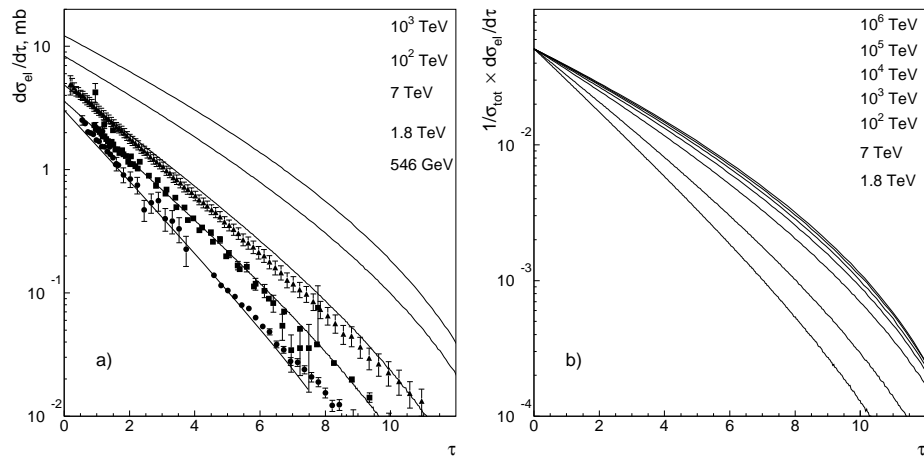 dσel/dτ, mb
10
1
10 -1
10 -2
10³ TeV
10² TeV
7 TeV
1.8 TeV
546 GeV
a)
0 2 4 6 8 10
τ
1/σtot × dσel/dτ
10 -2
10 -3
10 -4
10⁶ TeV
10⁵ TeV
10⁴ TeV
10³ TeV
10² TeV
7 TeV
1.8 TeV
b)
0 2 4 6 8 10
τ